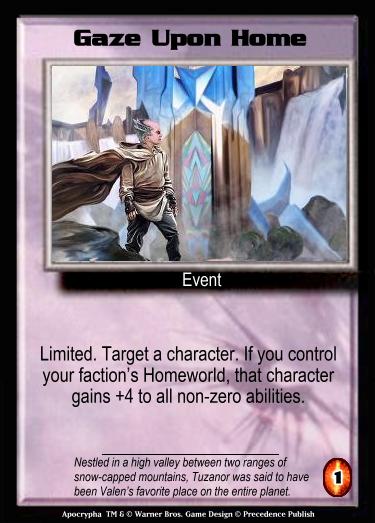 Gaze Upon Home
Event
Limited. Target a character. If you control
your faction's Homeworld, that character
gains +4 to all non-zero abilities.
Nestled in a high valley between two ranges of
snow-capped mountains, Tuzanor was said to have
been Valen's favorite place on the entire planet.
1
Apocrypha TM & © Warner Bros. Game Design © Precedence Publish